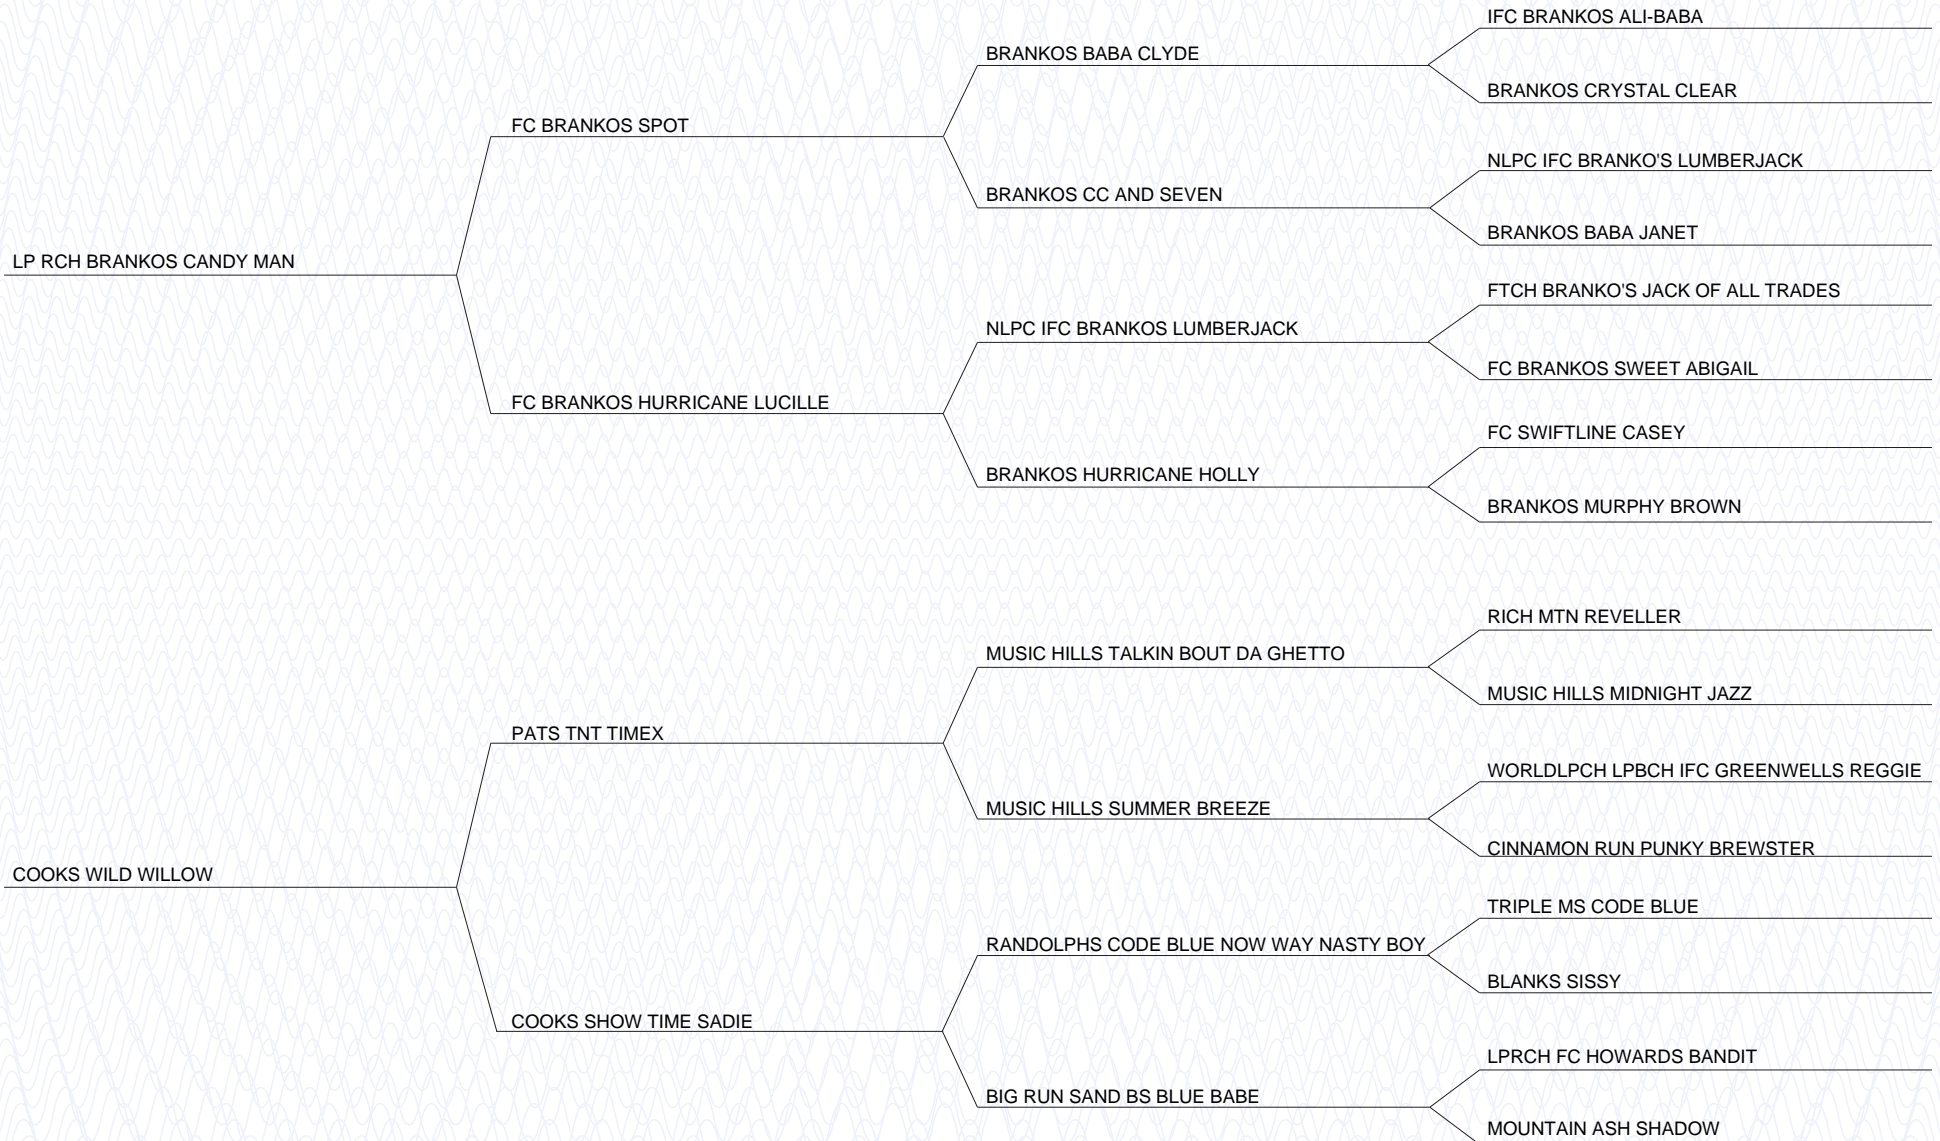 IFC BRANKOS ALI-BABA
BRANKOS BABA CLYDE
BRANKOS CRYSTAL CLEAR
FC BRANKOS SPOT
NLPC IFC BRANKO'S LUMBERJACK
BRANKOS CC AND SEVEN
BRANKOS BABA JANET
LP RCH BRANKOS CANDY MAN
FTCH BRANKO'S JACK OF ALL TRADES
NLPC IFC BRANKOS LUMBERJACK
FC BRANKOS SWEET ABIGAIL
FC BRANKOS HURRICANE LUCILLE
FC SWIFTLINE CASEY
BRANKOS HURRICANE HOLLY
BRANKOS MURPHY BROWN
RICH MTN REVELLER
MUSIC HILLS TALKIN BOUT DA GHETTO
MUSIC HILLS MIDNIGHT JAZZ
PATS TNT TIMEX
WORLDLPCH LPBCH IFC GREENWELLS REGGIE
MUSIC HILLS SUMMER BREEZE
CINNAMON RUN PUNKY BREWSTER
COOKS WILD WILLOW
TRIPLE MS CODE BLUE
RANDOLPHS CODE BLUE NOW WAY NASTY BOY
BLANKS SISSY
COOKS SHOW TIME SADIE
LPRCH FC HOWARDS BANDIT
BIG RUN SAND BS BLUE BABE
MOUNTAIN ASH SHADOW